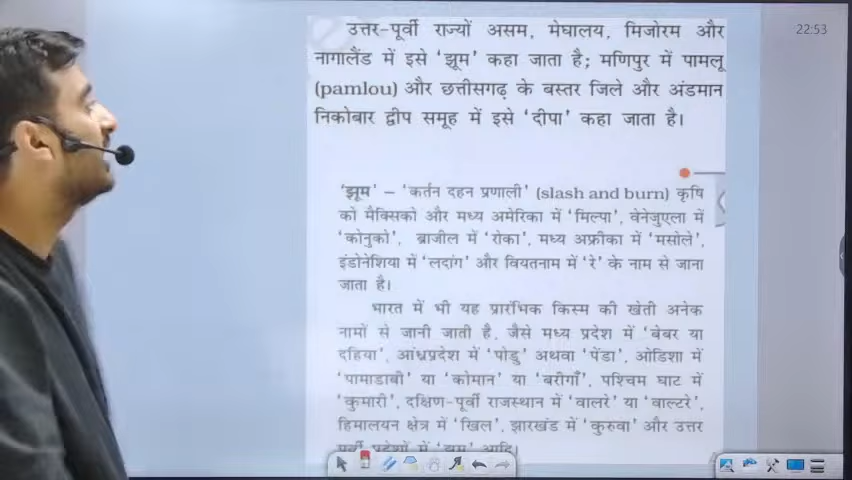 उत्तर-पूर्वी राज्यों असम, मेघालय, मिजोरम और
22:53
नागालैंड में इसे 'झूम' कहा जाता है; मणिपुर में पामलू
(pamlou) और छत्तीसगढ़ के बस्तर जिले और अंडमान
निकोबार द्वीप समूह में इसे 'दीपा' कहा जाता है।
'झूम' – 'कर्तन दहन प्रणाली' (slash and burn) कृषि
को मैक्सिको और मध्य अमेरिका में 'मिल्पा', वेनेजुएला में
'कोनुको', ब्राजील में 'रोका', मध्य अफ्रीका में 'मसोले',
इंडोनेशिया में 'लदांग' और वियतनाम में 'रे' के नाम से जाना
जाता है।
भारत में भी यह प्रारंभिक किस्म की खेती अनेक
नामों से जानी जाती है, जैसे मध्य प्रदेश में 'बेबर या
दहिया', आंध्रप्रदेश में 'पोडु' अथवा 'पेंडा', ओडिशा में
'पामाडाबी' या 'कोमान' या 'बरीगाँ', पश्चिम घाट में
'कुमारी', दक्षिण-पूर्वी राजस्थान में 'वालरे' या 'वाल्टरे',
हिमालयन क्षेत्र में 'खिल', झारखंड में 'कुरुवा' और उत्तर
पूर्वी प्रदेशों में 'झूम' आदि।